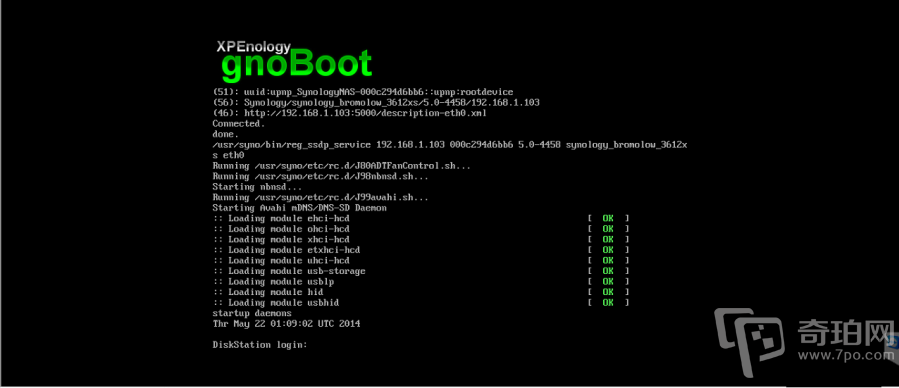 XPEnology
gnoBoot
(51): uuid:upnp_SynologyNAS-000c294d6bb6::upnp:rootdevice
(56): Synology/synology_bromolow_3612xs/5.0-4458/192.168.1.103
(46): http://192.168.1.103:5000/description-eth0.xml
Connected.
done.
/usr/syno/bin/reg_ssdp_service 192.168.1.103 000c294d6bb6 5.0-4458 synology_bromolow_3612x
s eth0
Running /usr/syno/etc/rc.d/J80ADTFanControl.sh...
Running /usr/syno/etc/rc.d/J98nbnsd.sh...
Starting nbnsd...
Running /usr/syno/etc/rc.d/J99avahi.sh...
Starting Avahi mDNS/DNS-SD Daemon
:: Loading module ehci-hcd [ OK ]
:: Loading module ohci-hcd [ OK ]
:: Loading module xhci-hcd [ OK ]
:: Loading module etxhci-hcd [ OK ]
:: Loading module uhci-hcd [ OK ]
:: Loading module usb-storage [ OK ]
:: Loading module usblp [ OK ]
:: Loading module hid [ OK ]
:: Loading module usbhid [ OK ]
startup daemons
Thr May 22 01:09:02 UTC 2014
DiskStation login:
奇珀网
www.7po.com